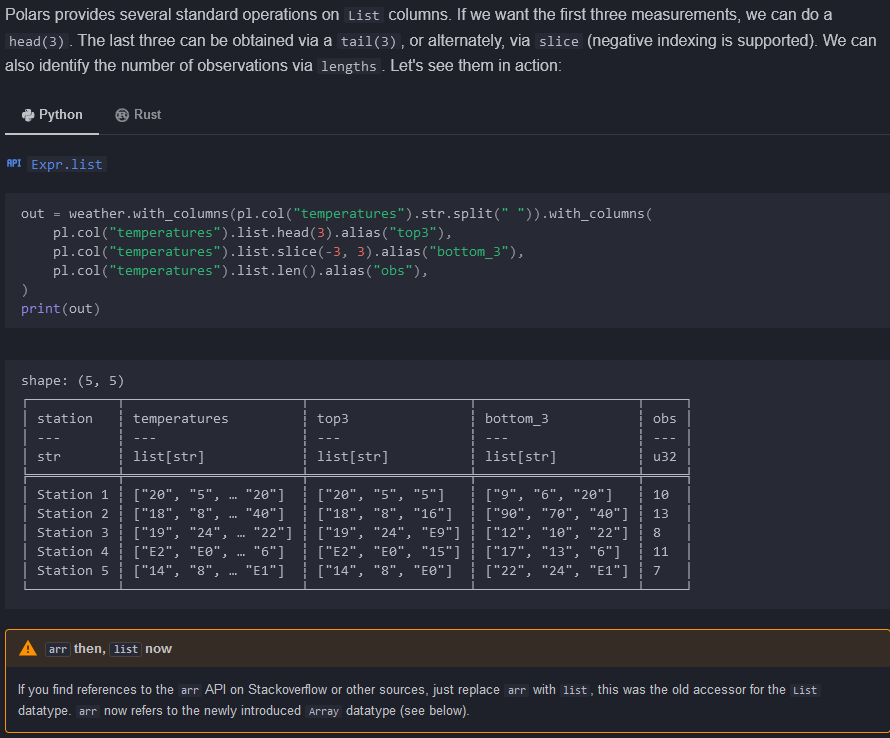 Polars provides several standard operations on List columns. If we want the first three measurements, we can do a
head(3). The last three can be obtained via a tail(3), or alternately, via slice (negative indexing is supported). We can
also identify the number of observations via lengths. Let's see them in action:
Python Rust
API Expr.list
out = weather.with_columns(pl.col("temperatures").str.split(" ")).with_columns(
    pl.col("temperatures").list.head(3).alias("top3"),
    pl.col("temperatures").list.slice(-3, 3).alias("bottom_3"),
    pl.col("temperatures").list.len().alias("obs"),
)
print(out)
shape: (5, 5)
station ┆ temperatures ┆ top3 ┆ bottom_3 ┆ obs
--- ┆ --- ┆ --- ┆ --- ┆ ---
str ┆ list[str] ┆ list[str] ┆ list[str] ┆ u32
Station 1 ┆ ["20", "5", … "20"] ┆ ["20", "5", "5"] ┆ ["9", "6", "20"] ┆ 10
Station 2 ┆ ["18", "8", … "40"] ┆ ["18", "8", "16"] ┆ ["90", "70", "40"] ┆ 13
Station 3 ┆ ["19", "24", … "22"] ┆ ["19", "24", "E9"] ┆ ["12", "10", "22"] ┆ 8
Station 4 ┆ ["E2", "E0", … "6"] ┆ ["E2", "E0", "15"] ┆ ["17", "13", "6"] ┆ 11
Station 5 ┆ ["14", "8", … "E1"] ┆ ["14", "8", "E0"] ┆ ["22", "24", "E1"] ┆ 7
arr then, list now
If you find references to the arr API on Stackoverflow or other sources, just replace arr with list, this was the old accessor for the List
datatype. arr now refers to the newly introduced Array datatype (see below).